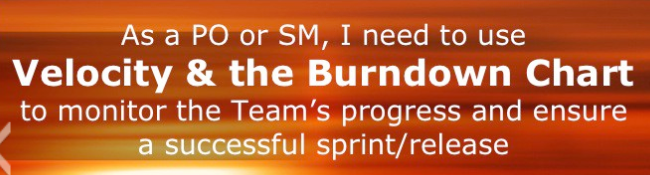 As a PO or SM, I need to use
Velocity & the Burndown Chart
to monitor the Team's progress and ensure
a successful sprint/release